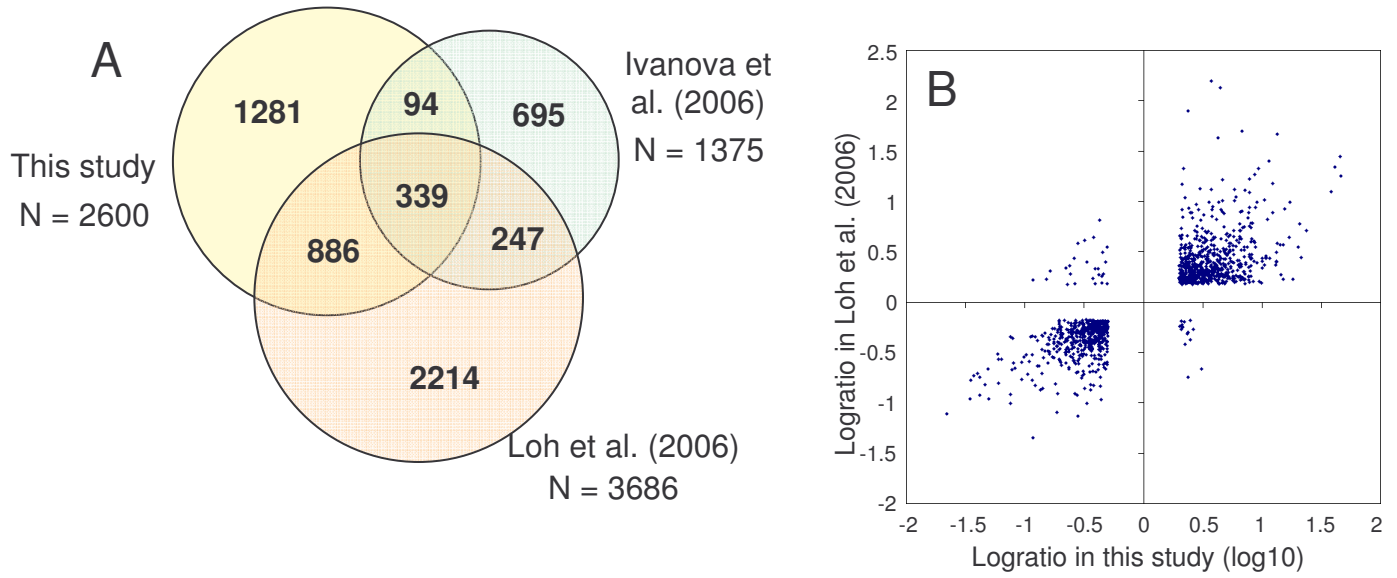 A
This study
N = 2600
Ivanova et
al. (2006)
N = 1375
Loh et al. (2006)
N = 3686
1281
94
695
339
886
247
2214
B
Logratio in Loh et al. (2006)
2.5
2
1.5
1
0.5
0
-0.5
-1
-1.5
-2
-2 -1.5 -1 -0.5 0 0.5 1 1.5 2
Logratio in this study (log10)